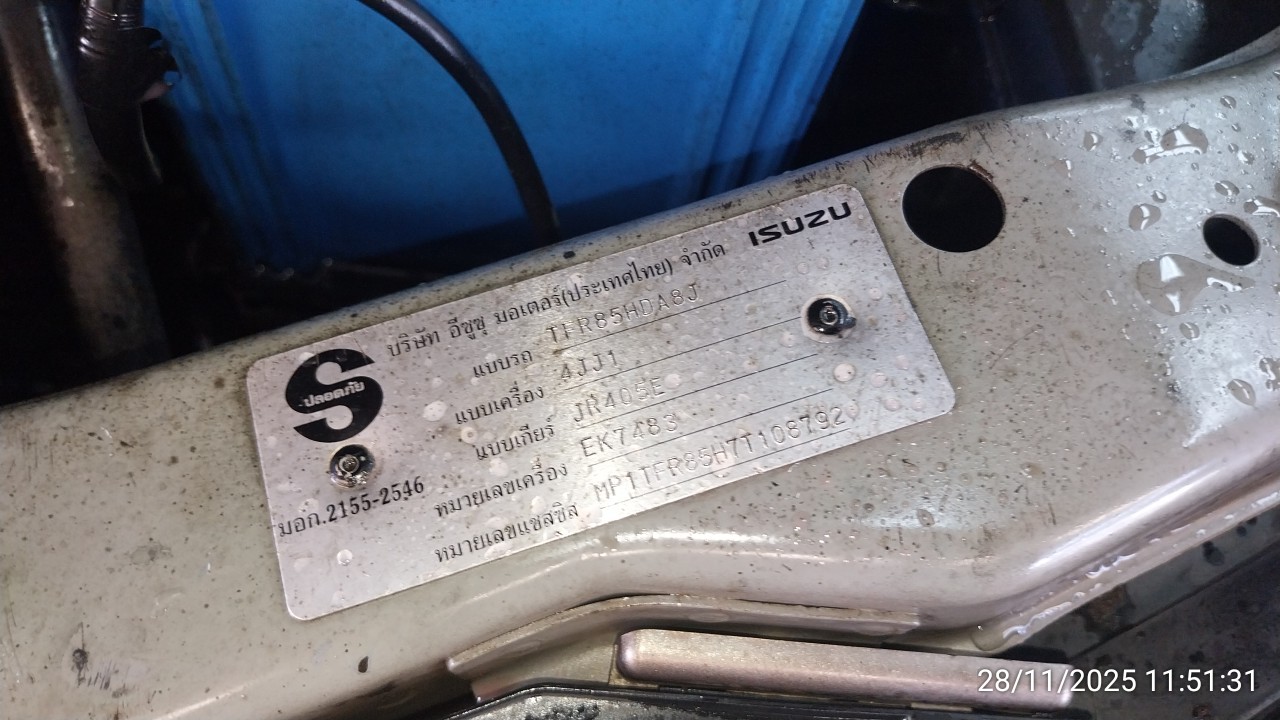 ISUZU
บริษัท อีซูซุ มอเตอร์(ประเทศไทย) จำกัด
แบบรถ TFR85HDA8J
แบบเครื่อง 4JJ1
แบบเกียร์ JR405E
หมายเลขเครื่อง EK7483
หมายเลขแชสซีส MP1TFR85H7T108792
ปลอดภัย
มอก.2155-2546
28/11/2025 11:51:31